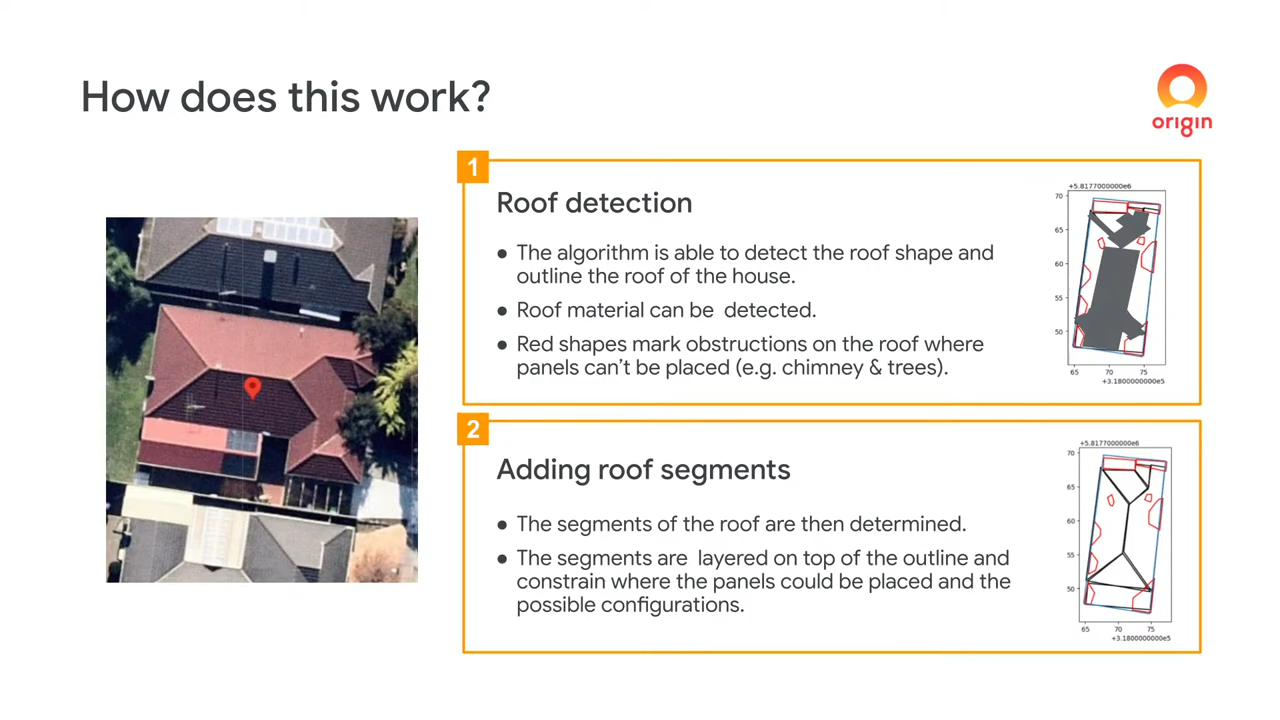 How does this work?
origin
1
Roof detection
● The algorithm is able to detect the roof shape and
outline the roof of the house.
● Roof material can be  detected.
● Red shapes mark obstructions on the roof where
panels can’t be placed (e.g. chimney & trees).
+5.8177000000e6
70
65
60
55
50
65 70 75
+3.1800000000e5
2
Adding roof segments
● The segments of the roof are then determined.
● The segments are  layered on top of the outline and
constrain where the panels could be placed and the
possible configurations.
+5.8177000000e6
70
65
60
55
50
65 70 75
+3.1800000000e5